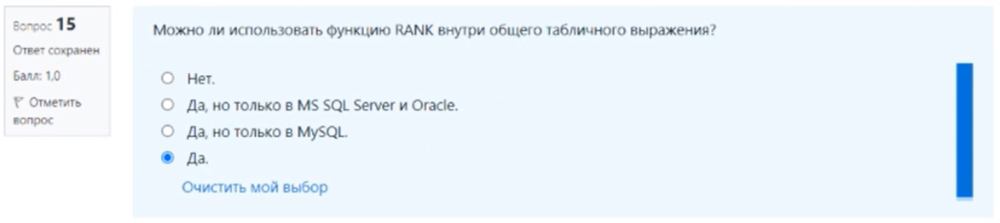 Вопрос 15
Ответ сохранен
Балл: 1,0
Отметить
вопрос
Можно ли использовать функцию RANK внутри общего табличного выражения?
Нет.
Да, но только в MS SQL Server и Oracle.
Да, но только в MySQL.
Да.
Очистить мой выбор